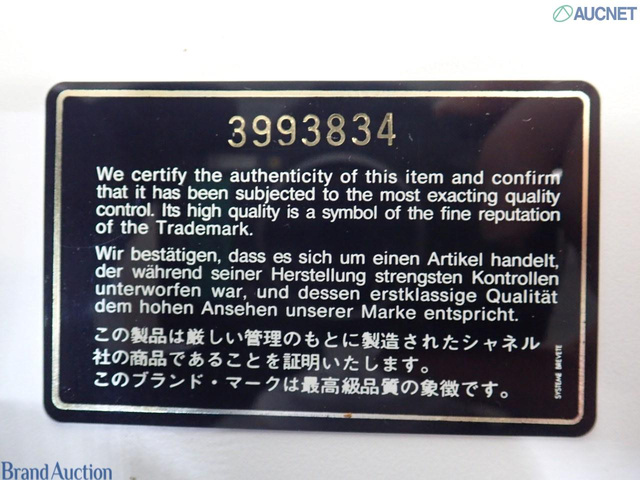 AUCNET
3993834
We certify the authenticity of this item and confirm
that it has been subjected to the most exacting quality
control. Its high quality is a symbol of the fine reputation
of the Trademark.
Wir bestätigen, dass es sich um einen Artikel handelt,
der während seiner Herstellung strengsten Kontrollen
unterworfen war, und dessen erstklassige Qualität
dem hohen Ansehen unserer Marke entspricht.
この製品は厳しい管理のもとに製造されたシャネル
社の商品であることを証明いたします。
このブランド・マークは最高級品質の象徴です。
SYSTEME BREVETE
Brand Auction